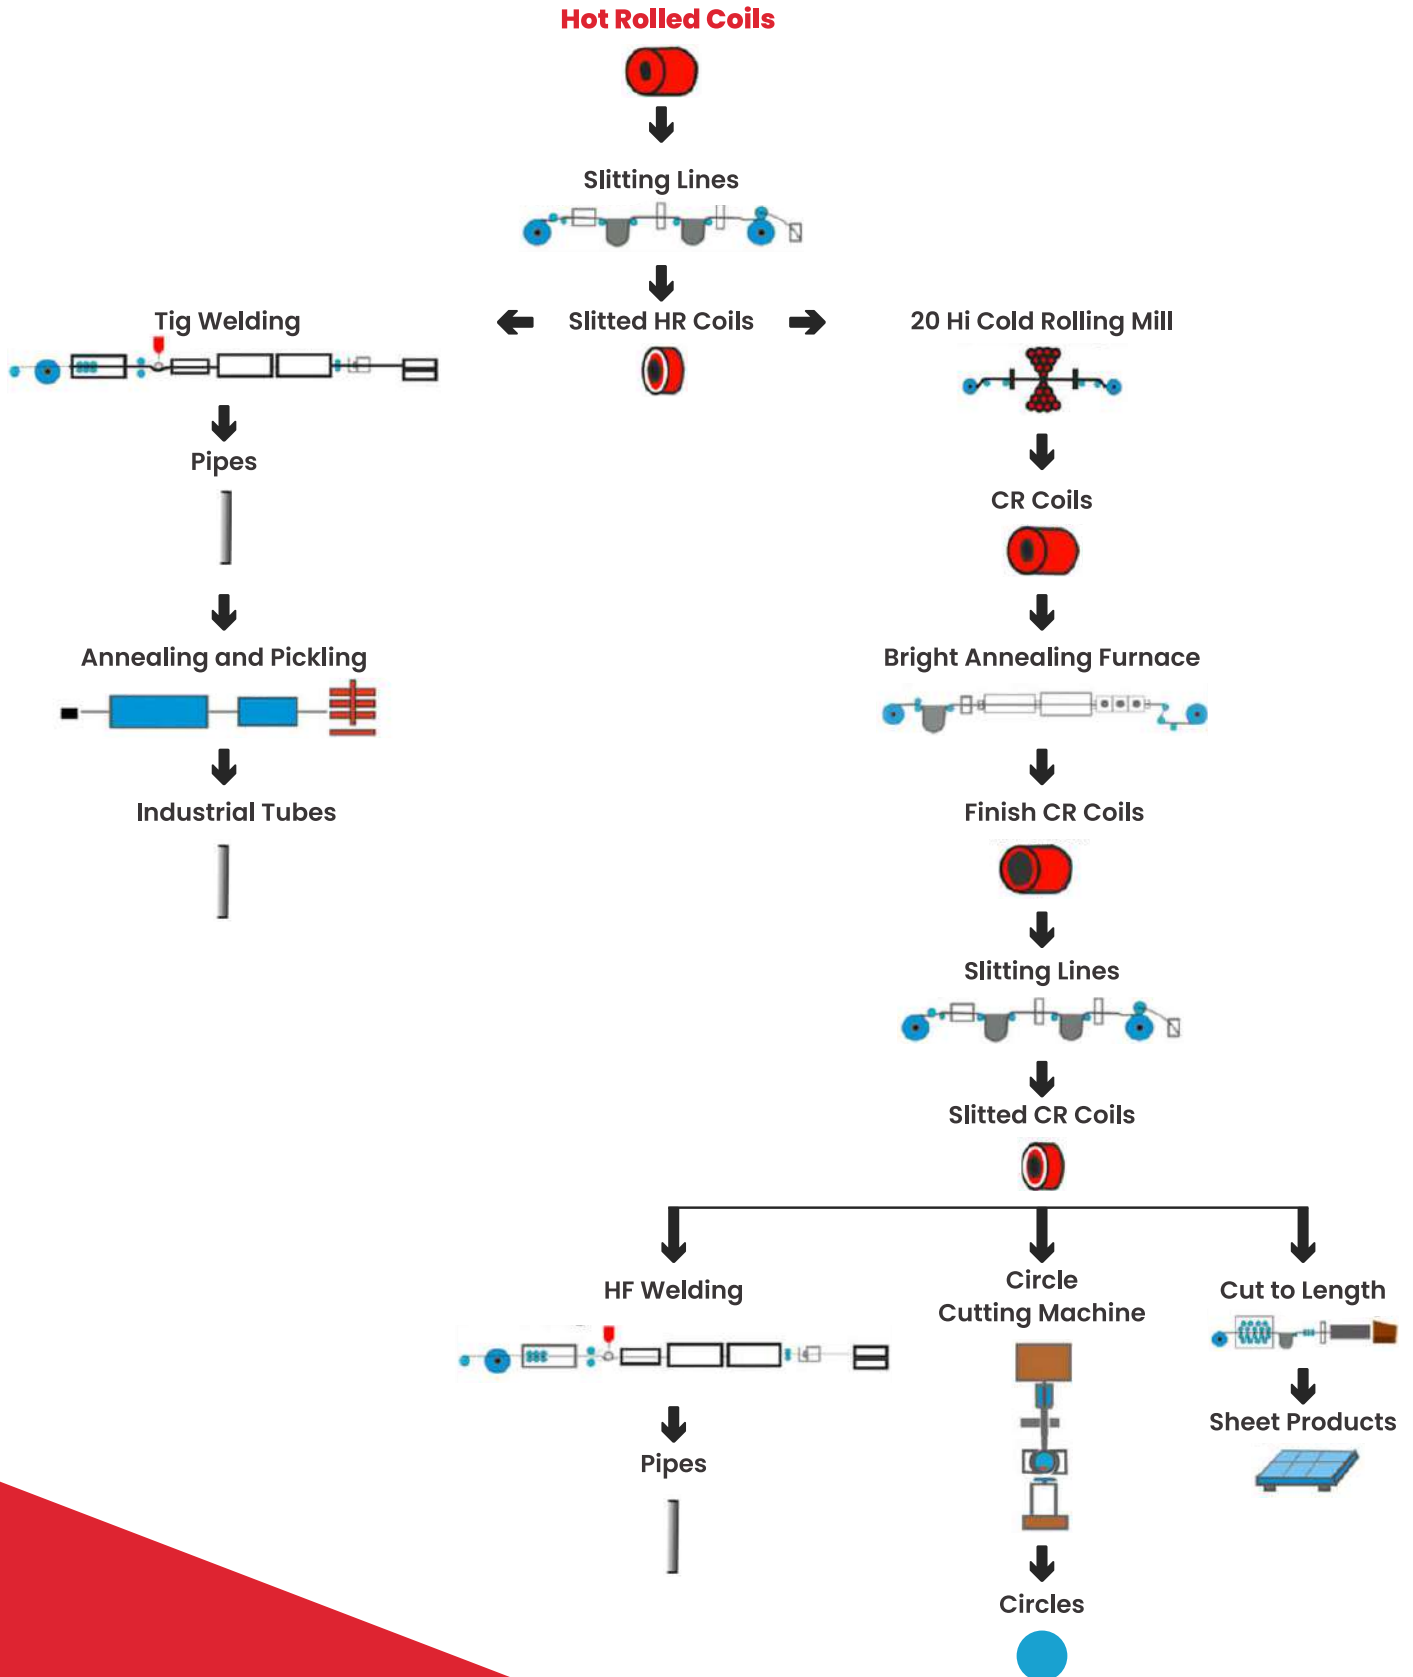 Hot Rolled Coils
Slitting Lines
Tig Welding
Slitted HR Coils
20 Hi Cold Rolling Mill
Pipes
CR Coils
Annealing and Pickling
Bright Annealing Furnace
Industrial Tubes
Finish CR Coils
Slitting Lines
Slitted CR Coils
HF Welding
Circle
Cutting Machine
Cut to Length
Pipes
Sheet Products
Circles